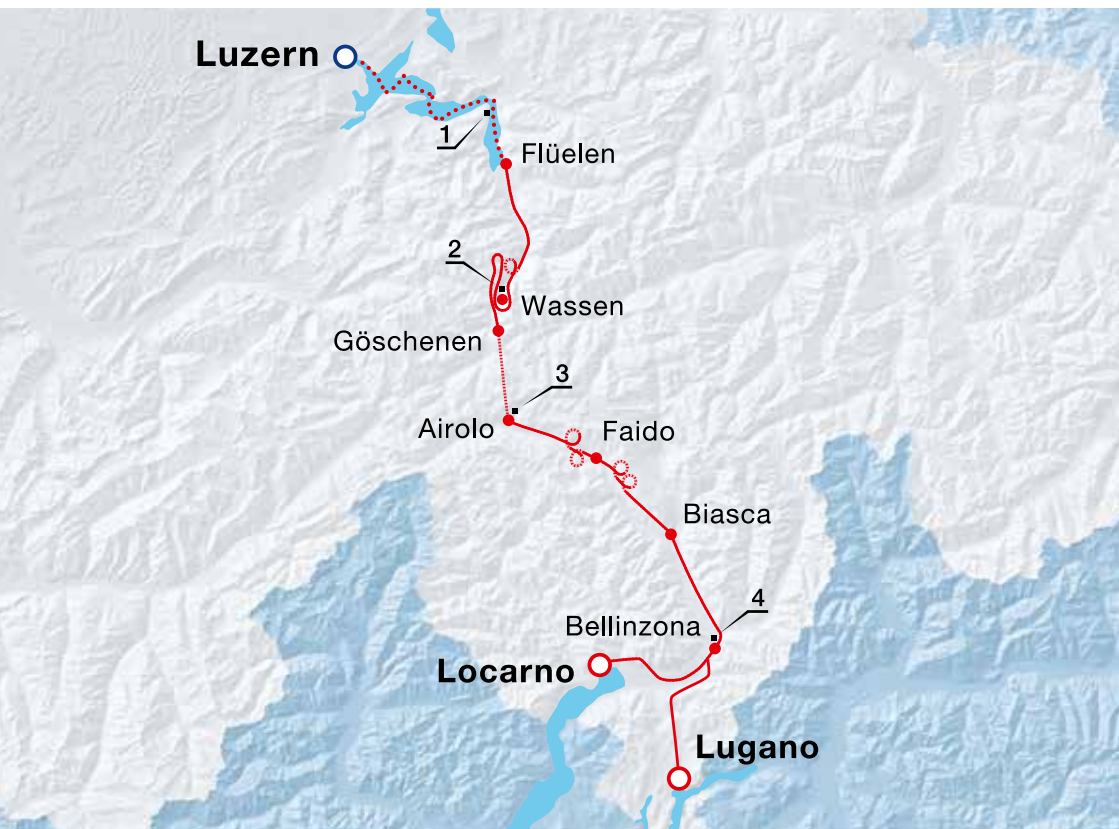 Luzern
1
Flüelen
2
Wassen
Göschenen
3
Airolo
Faido
Biasca
4
Bellinzona
Locarno
Lugano